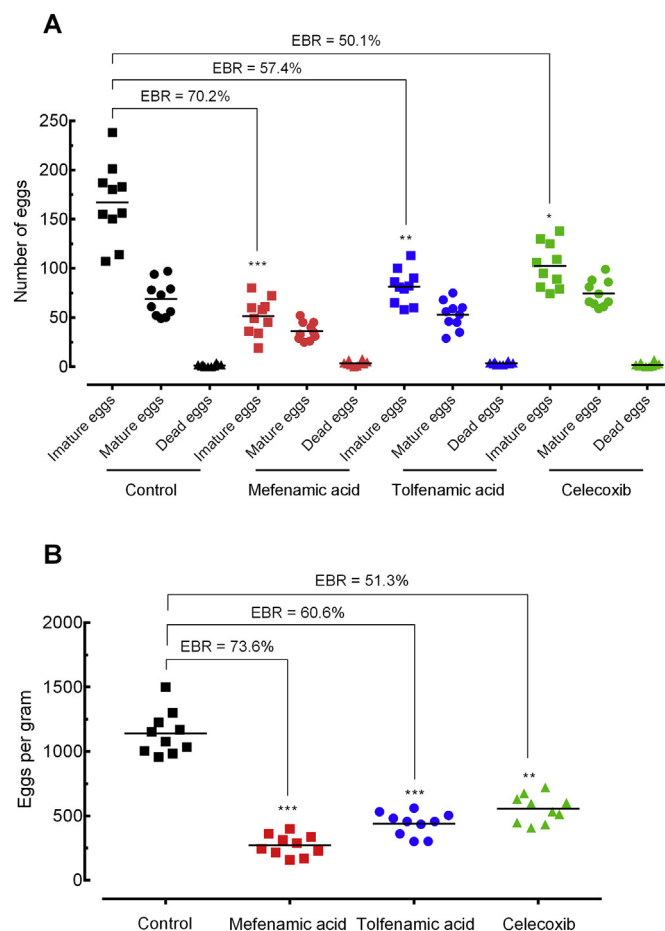 A
EBR = 50.1%
EBR = 57.4%
EBR = 70.2%
Number of eggs
250
200
150
100
50
0
***
**
*
Imature eggs
Mature eggs
Dead eggs
Imature eggs
Mature eggs
Dead eggs
Imature eggs
Mature eggs
Dead eggs
Imature eggs
Mature eggs
Dead eggs
Control
Mefenamic acid
Tolfenamic acid
Celecoxib
B
EBR = 51.3%
EBR = 60.6%
EBR = 73.6%
Eggs per gram
2000
1500
1000
500
0
***
***
**
Control
Mefenamic acid
Tolfenamic acid
Celecoxib